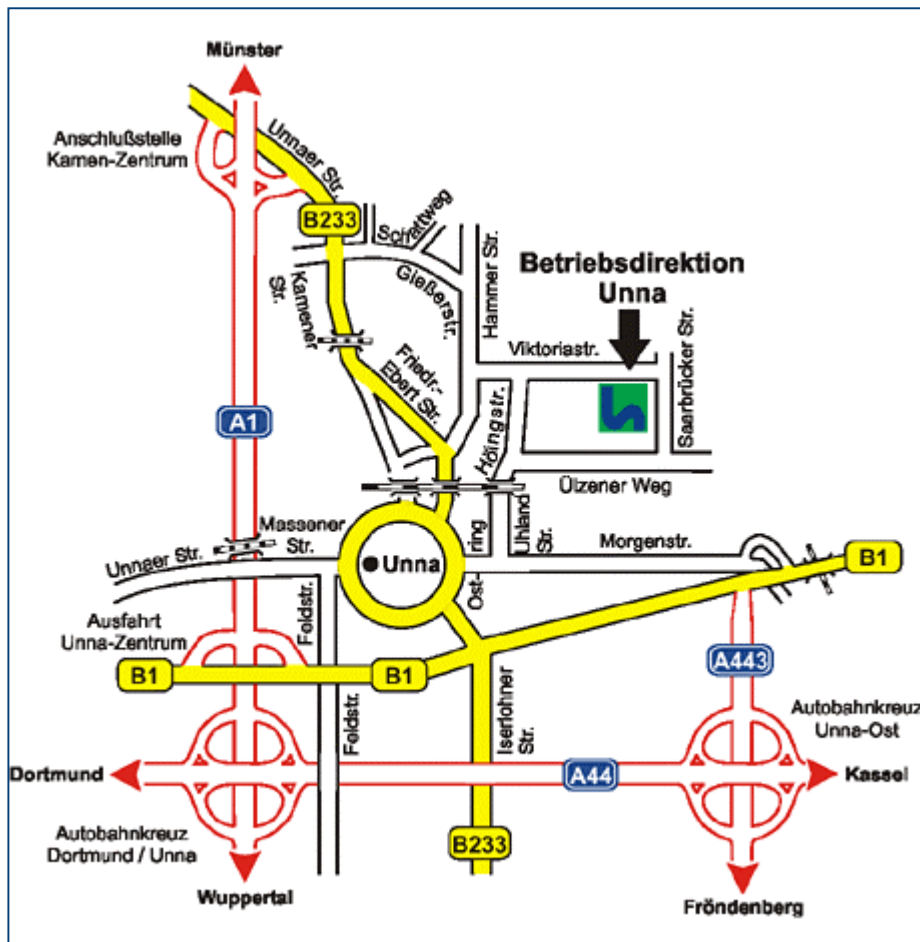 Münster
Anschlußstelle
Kamen-Zentrum
Unnaer Str.
B233
Schattweg
Kamener
Str.
Gießerstr.
Hammer Str.
Betriebsdirektion
Unna
Viktoriastr.
Saarbrücker Str.
Friedr.-
Ebert Str.
A1
Höingstr.
Ülzener Weg
Massener
Str.
Unnaer Str.
Unna
Ost-
ring
Uhland
Str.
Morgenstr.
B1
Ausfahrt
Unna-Zentrum
Feldstr.
B1
B1
A443
Feldstr.
Iserlohner
Str.
Autobahnkreuz
Unna-Ost
Dortmund
A44
Kassel
Autobahnkreuz
Dortmund / Unna
B233
Wuppertal
Fröndenberg